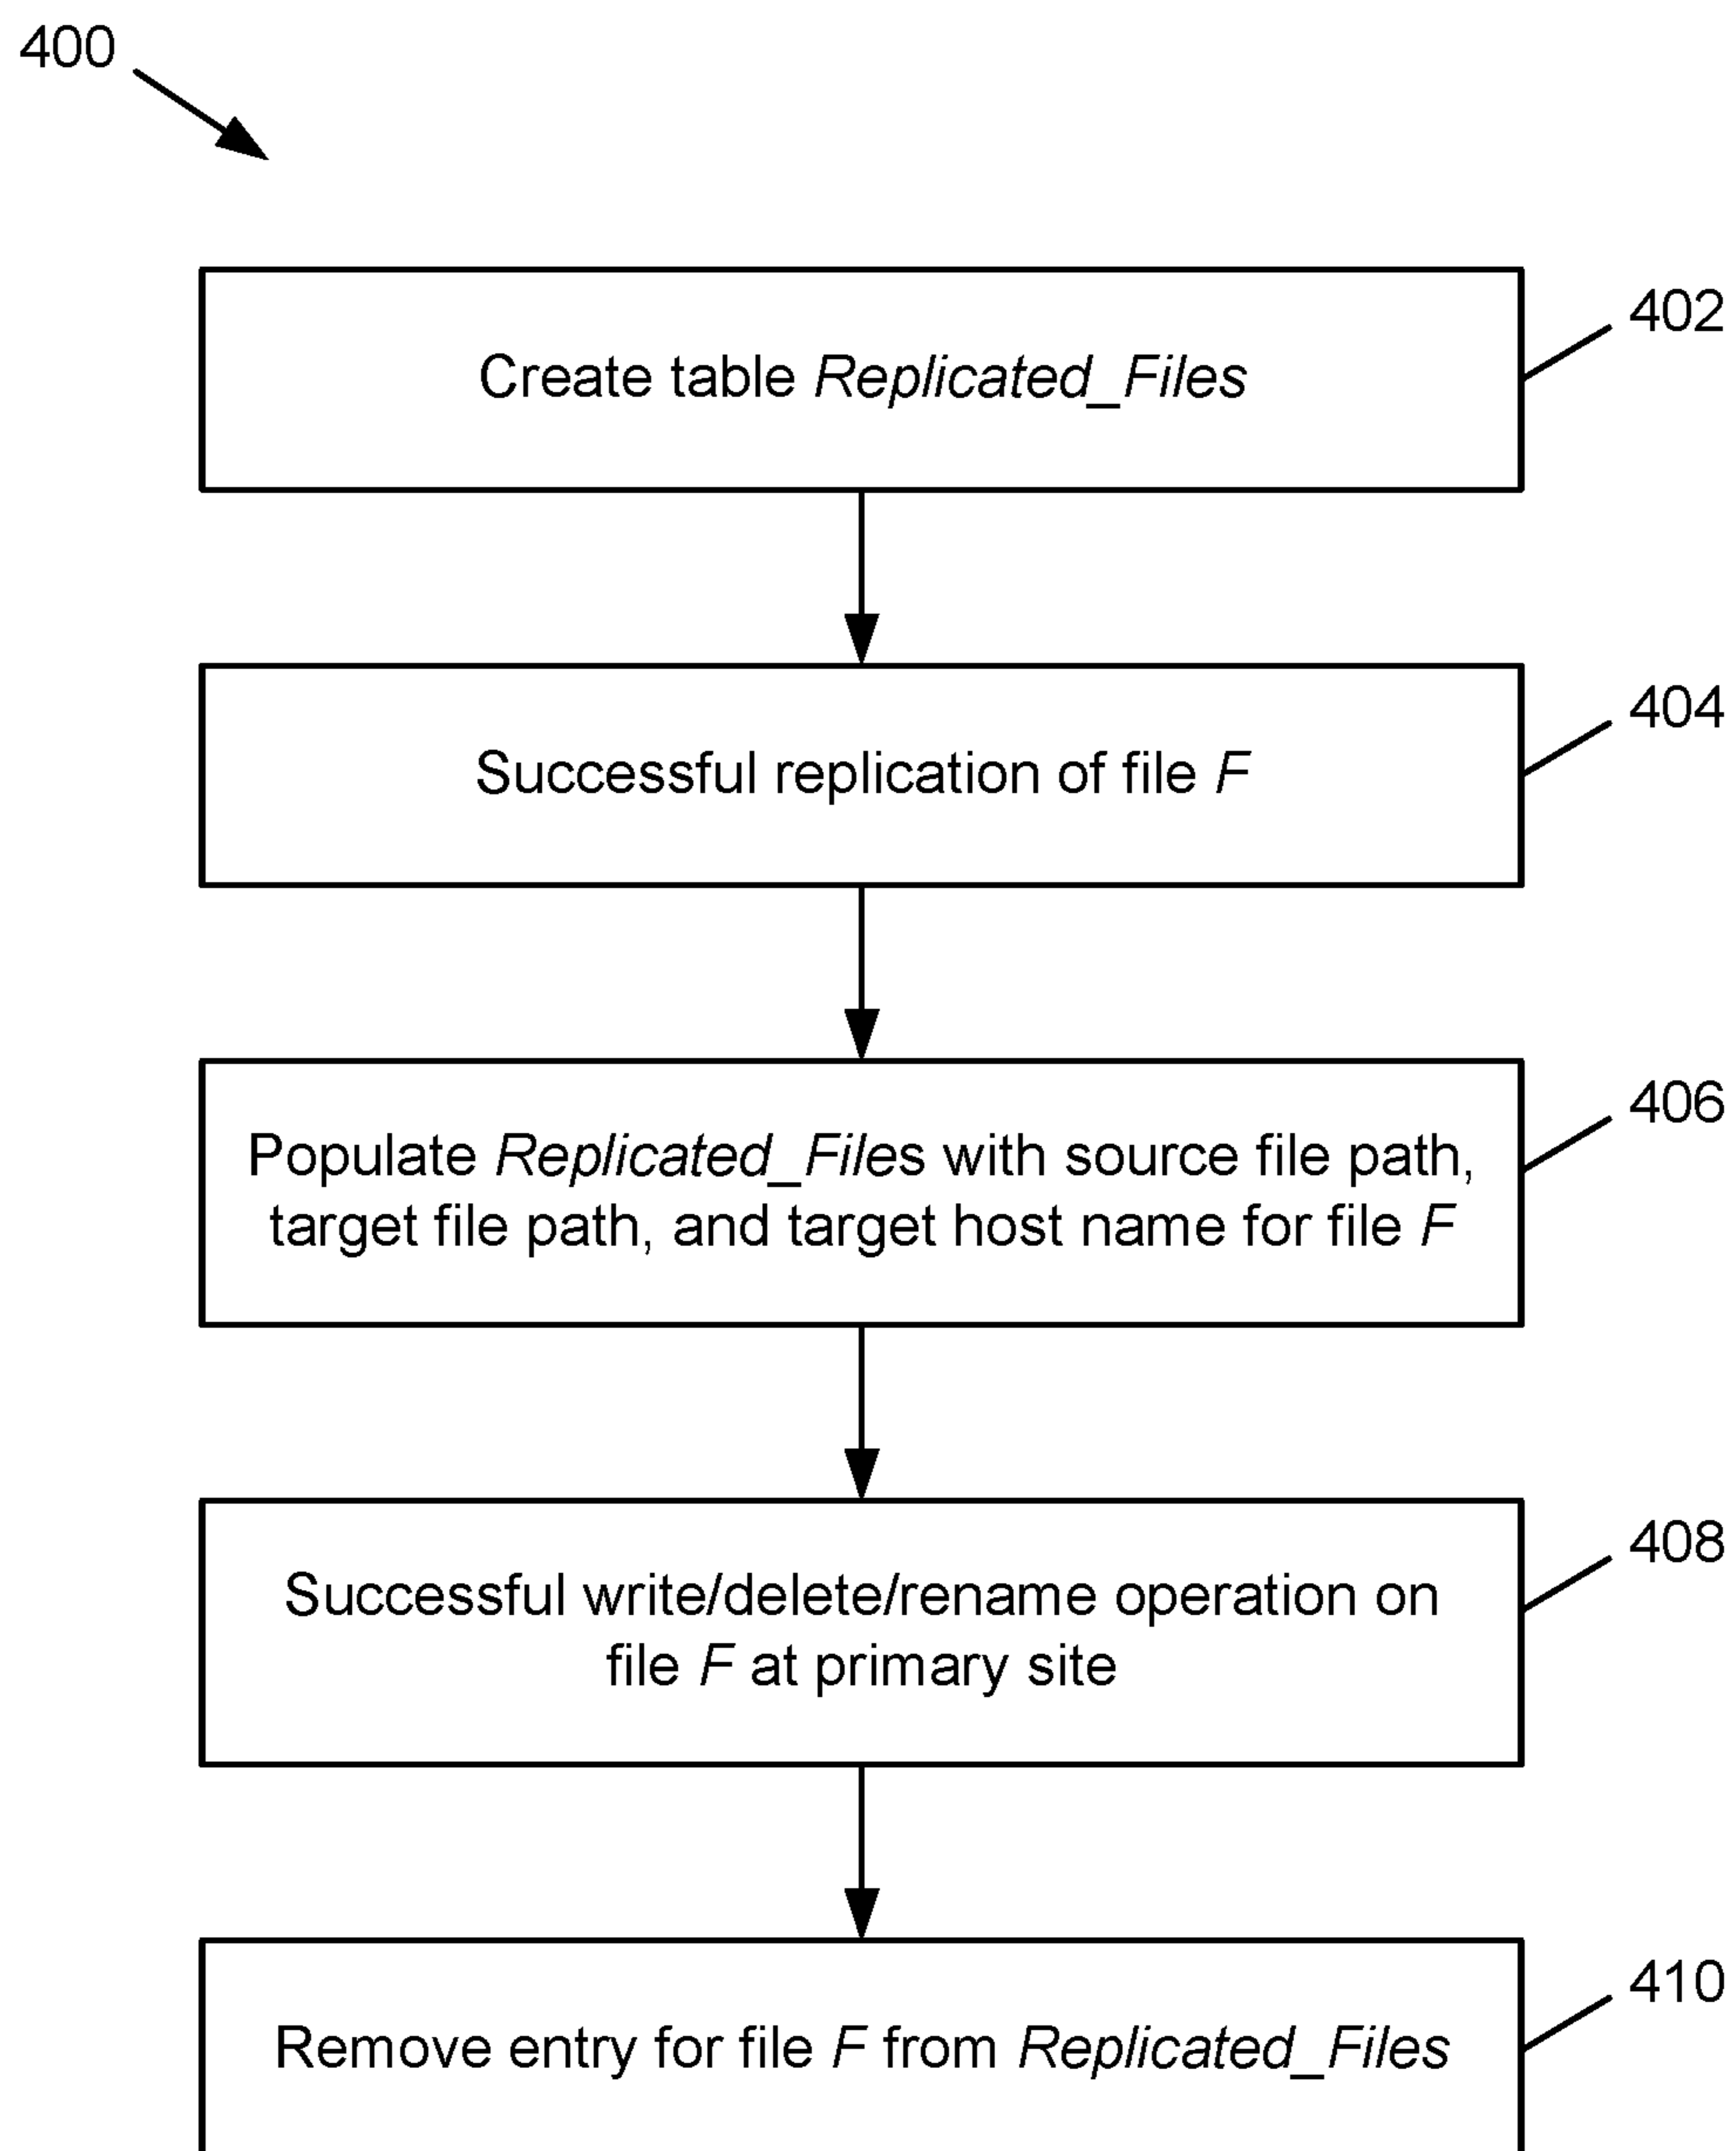 400
402
Create table Replicated_Files
404
Successful replication of file F
406
Populate Replicated_Files with source file path,
target file path, and target host name for file F
408
Successful write/delete/rename operation on
file F at primary site
410
Remove entry for file F from Replicated_Files